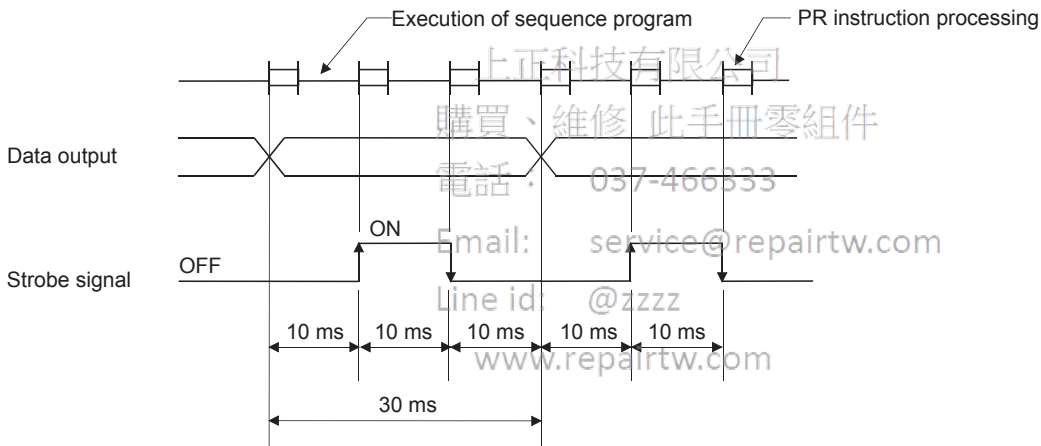 Execution of sequence program
PR instruction processing
上正科技有限公司
購買、維修 此手冊零組件
Data output
電話： 037-466333
ON
Email: service@repairtw.com
OFF
Strobe signal
Line id: @zzzz
10 ms 10 ms 10 ms 10 ms 10 ms
www.repairtw.com
30 ms